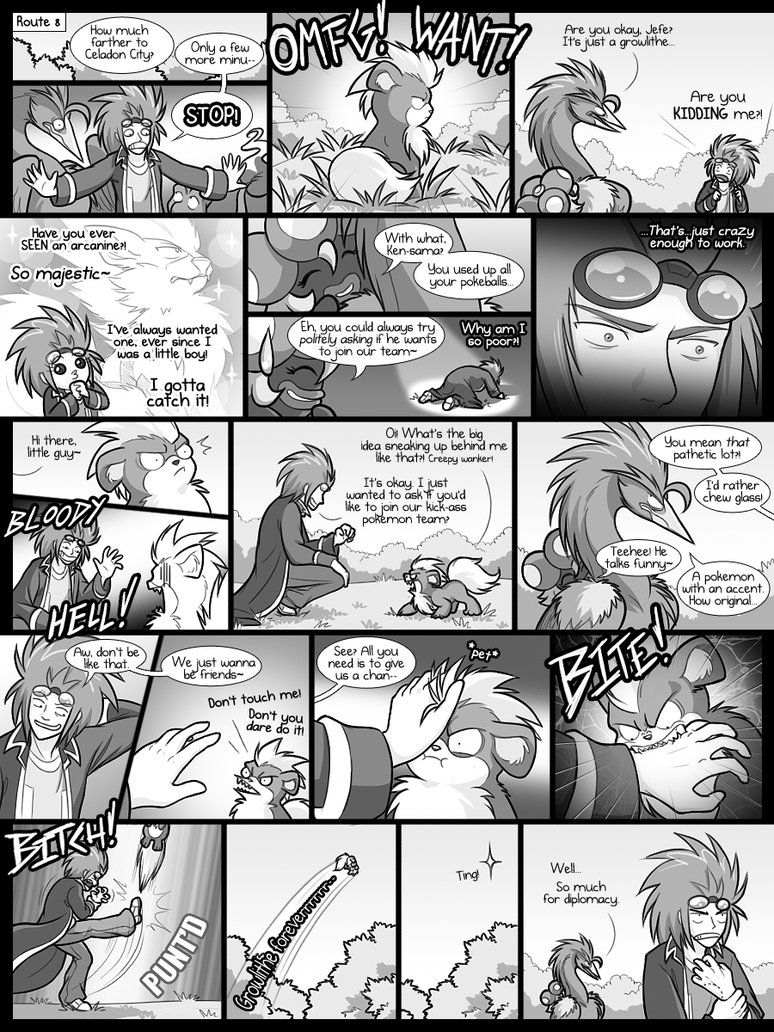 Route 8
How much
farther to
Celadon City?
Only a few
more minu--
STOP!
OMFG! WANT!
Are you okay, Jefe?
It's just a growlithe...
Are you
KIDDING me?!
Have you ever
SEEN an arcanine?!
So majestic~
I've always wanted
one, ever since I
was a little boy!
I gotta
catch it!
With what,
Ken-sama?
You used up all
your pokeballs...
Eh, you could always try
politely asking if he wants
to join our team~
Why am I
so poor?!
...That's...just crazy
enough to work.
Hi there,
little guy~
BLOODY
HELL!
Oi! What's the big
idea sneaking up behind me
like that?! Creepy wanker!
It's okay. I just
wanted to ask if you'd
like to join our kick-ass
pokemon team?
You mean that
pathetic lot?!
I'd rather
chew glass!
Teehee! He
talks funny~
A pokemon
with an accent.
How original...
Aw, don't be
like that.
We just wanna
be friends~
Don't touch me!
Don't you
dare do it!
See? All you
need is to give
us a chan--
*pet*
BITE!
BITCH!
PUNT'D
Growlithe foreverrrrrrr~
Ting!
Well...
So much
for diplomacy.